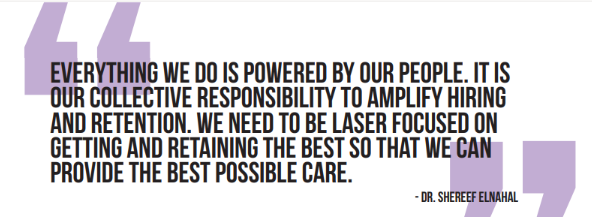 EVERYTHING WE DO IS POWERED BY OUR PEOPLE. IT IS
OUR COLLECTIVE RESPONSIBILITY TO AMPLIFY HIRING
AND RETENTION. WE NEED TO BE LASER FOCUSED ON
GETTING AND RETAINING THE BEST SO THAT WE CAN
PROVIDE THE BEST POSSIBLE CARE.
- DR. SHEREEF ELNAHAL